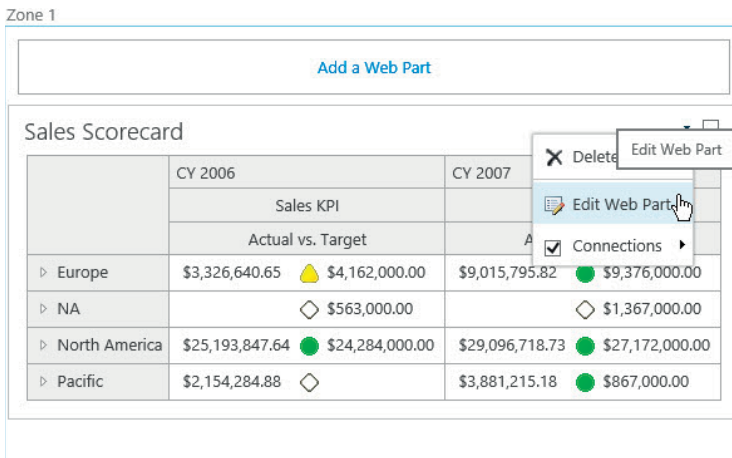 Zone 1
Add a Web Part
Sales Scorecard
Edit Web Part
Delete
CY 2006 CY 2007
Edit Web Part
Sales KPI
Connections
Actual vs. Target A
Europe $3,326,640.65 $4,162,000.00 $9,015,795.82 $9,376,000.00
NA $563,000.00 $1,367,000.00
North America $25,193,847.64 $24,284,000.00 $29,096,718.73 $27,172,000.00
Pacific $2,154,284.88 $3,881,215.18 $867,000.00